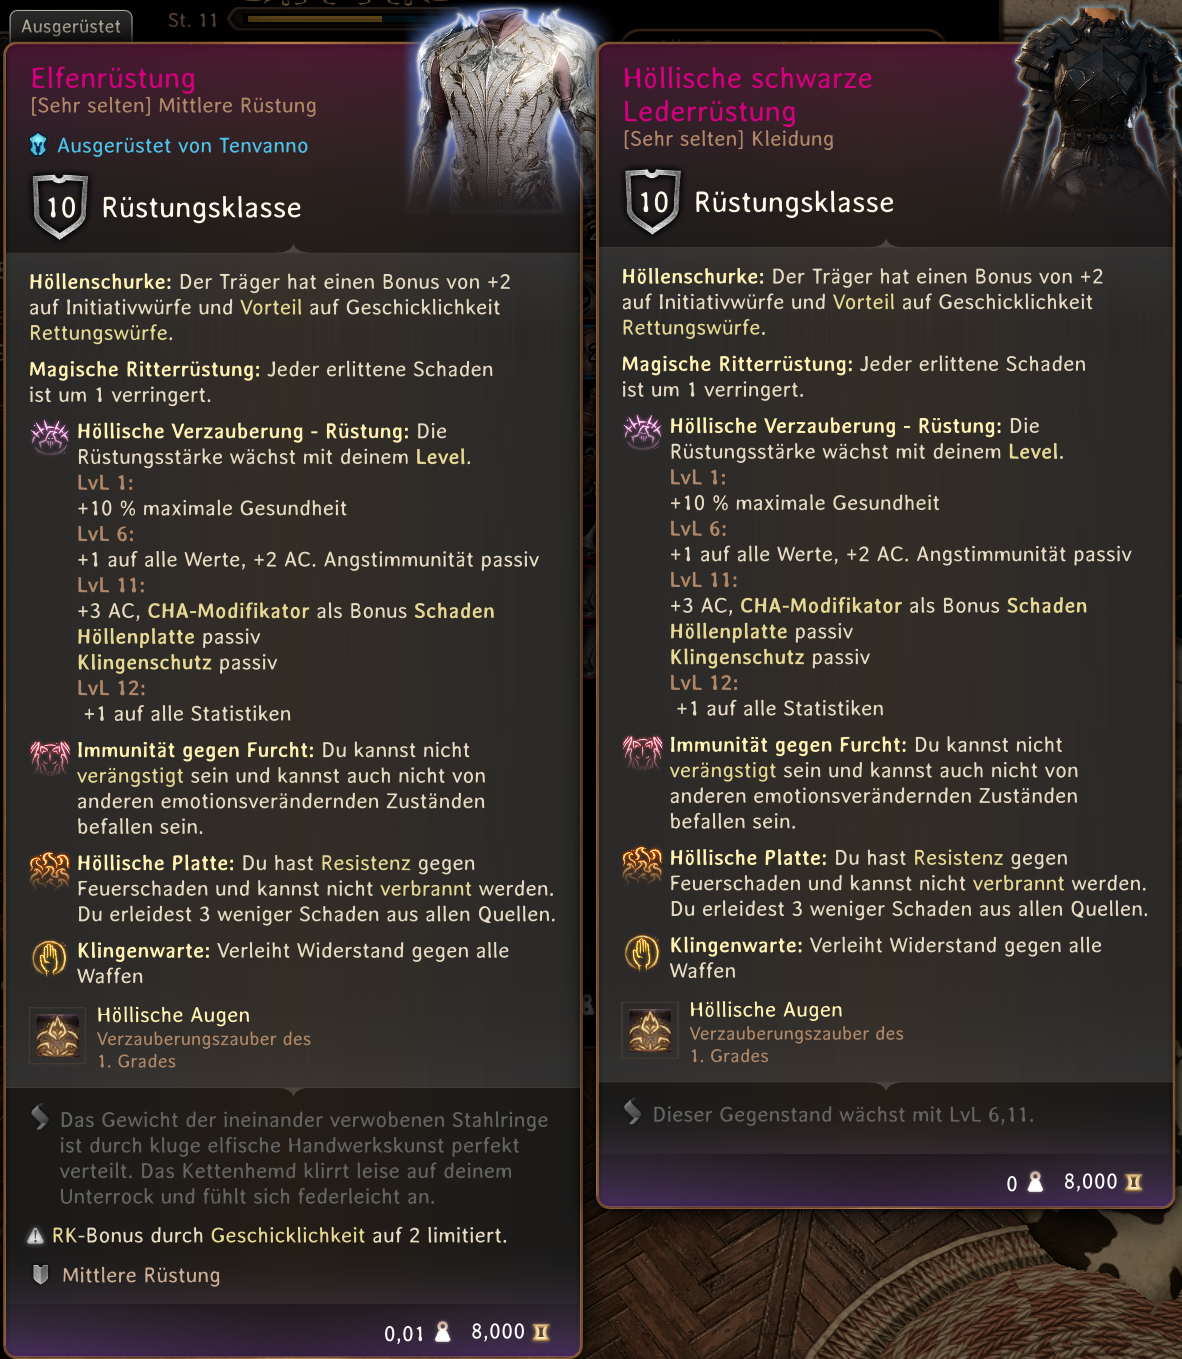 Ausgerüstet
St. 11
Elfenrüstung
[Sehr selten] Mittlere Rüstung
Ausgerüstet von Tenvanno
10 Rüstungsklasse
Höllenschurke: Der Träger hat einen Bonus von +2
auf Initiativwürfe und Vorteil auf Geschicklichkeit
Rettungswürfe.
Magische Ritterrüstung: Jeder erlittene Schaden
ist um 1 verringert.
Höllische Verzauberung - Rüstung: Die
Rüstungsstärke wächst mit deinem Level.
LvL 1:
+10 % maximale Gesundheit
LvL 6:
+1 auf alle Werte, +2 AC. Angstimmunität passiv
LvL 11:
+3 AC, CHA-Modifikator als Bonus Schaden
Höllenplatte passiv
Klingenschutz passiv
LvL 12:
+1 auf alle Statistiken
Immunität gegen Furcht: Du kannst nicht
verängstigt sein und kannst auch nicht von
anderen emotionsverändernden Zuständen
befallen sein.
Höllische Platte: Du hast Resistenz gegen
Feuerschaden und kannst nicht verbrannt werden.
Du erleidest 3 weniger Schaden aus allen Quellen.
Klingenwarte: Verleiht Widerstand gegen alle
Waffen
Höllische Augen
Verzauberungszauber des
1. Grades
Das Gewicht der ineinander verwobenen Stahlringe
ist durch kluge elfische Handwerkskunst perfekt
verteilt. Das Kettenhemd klirrt leise auf deinem
Unterrock und fühlt sich federleicht an.
RK-Bonus durch Geschicklichkeit auf 2 limitiert.
Mittlere Rüstung
0,01 8,000
Höllische schwarze
Lederrüstung
[Sehr selten] Kleidung
10 Rüstungsklasse
Höllenschurke: Der Träger hat einen Bonus von +2
auf Initiativwürfe und Vorteil auf Geschicklichkeit
Rettungswürfe.
Magische Ritterrüstung: Jeder erlittene Schaden
ist um 1 verringert.
Höllische Verzauberung - Rüstung: Die
Rüstungsstärke wächst mit deinem Level.
LvL 1:
+10 % maximale Gesundheit
LvL 6:
+1 auf alle Werte, +2 AC. Angstimmunität passiv
LvL 11:
+3 AC, CHA-Modifikator als Bonus Schaden
Höllenplatte passiv
Klingenschutz passiv
LvL 12:
+1 auf alle Statistiken
Immunität gegen Furcht: Du kannst nicht
verängstigt sein und kannst auch nicht von
anderen emotionsverändernden Zuständen
befallen sein.
Höllische Platte: Du hast Resistenz gegen
Feuerschaden und kannst nicht verbrannt werden.
Du erleidest 3 weniger Schaden aus allen Quellen.
Klingenwarte: Verleiht Widerstand gegen alle
Waffen
Höllische Augen
Verzauberungszauber des
1. Grades
Dieser Gegenstand wächst mit LvL 6,11.
0 8,000